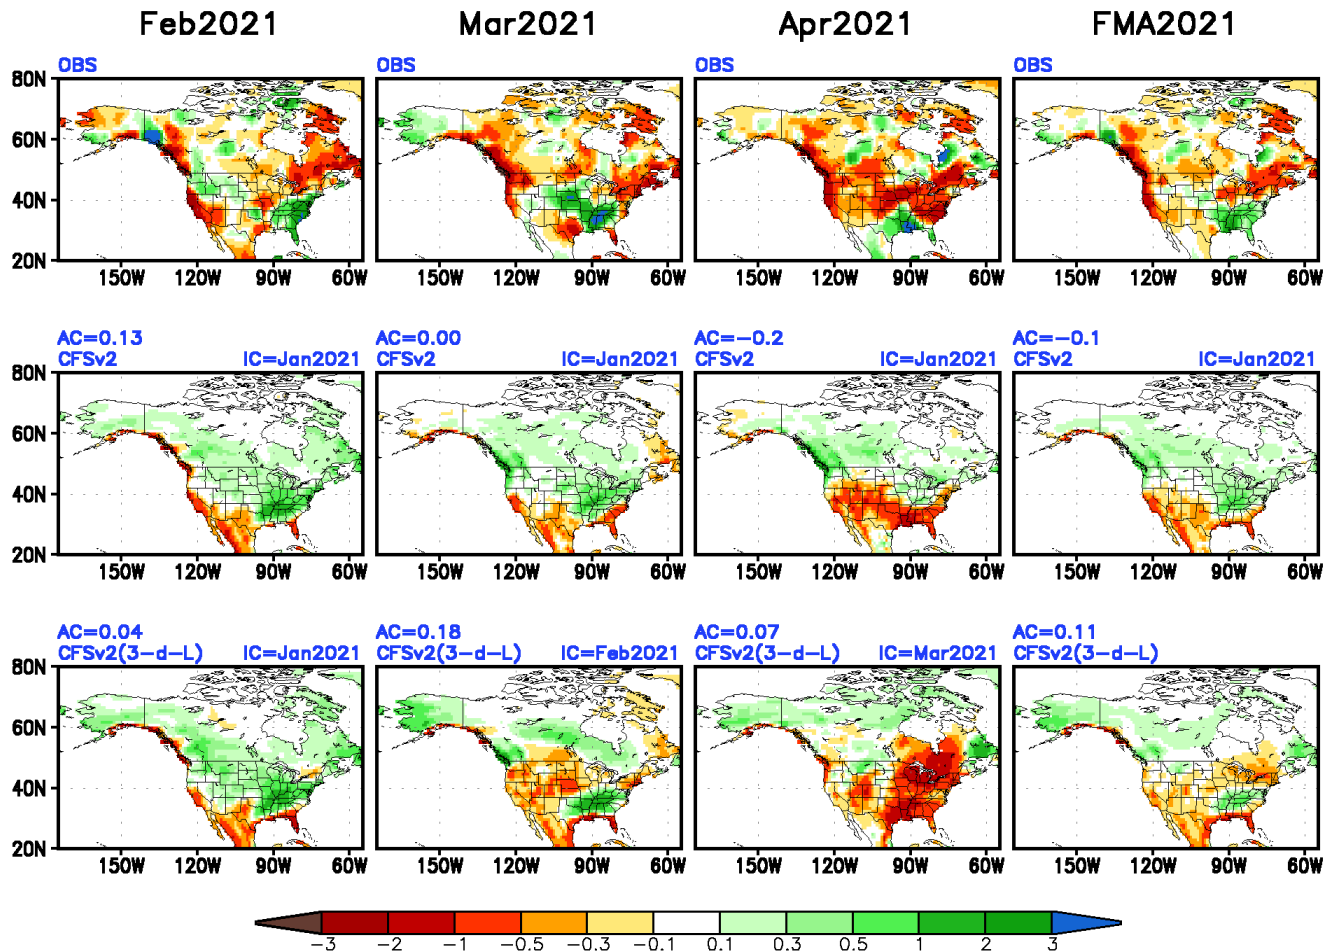 Feb2021 Mar2021 Apr2021 FMA2021
OBS OBS OBS OBS
80N
60N
40N
20N
150W 120W 90W 60W 150W 120W 90W 60W 150W 120W 90W 60W 150W 120W 90W 60W
AC=0.13 AC=0.00 AC=−0.2 AC=−0.1
CFSv2 IC=Jan2021 CFSv2 IC=Jan2021 CFSv2 IC=Jan2021 CFSv2 IC=Jan2021
80N
60N
40N
20N
150W 120W 90W 60W 150W 120W 90W 60W 150W 120W 90W 60W 150W 120W 90W 60W
AC=0.04 AC=0.18 AC=0.07 AC=0.11
CFSv2(3−d−L) IC=Jan2021 CFSv2(3−d−L) IC=Feb2021 CFSv2(3−d−L) IC=Mar2021 CFSv2(3−d−L)
80N
60N
40N
20N
150W 120W 90W 60W 150W 120W 90W 60W 150W 120W 90W 60W 150W 120W 90W 60W
−3 −2 −1 −0.5 −0.3 −0.1 0.1 0.3 0.5 1 2 3